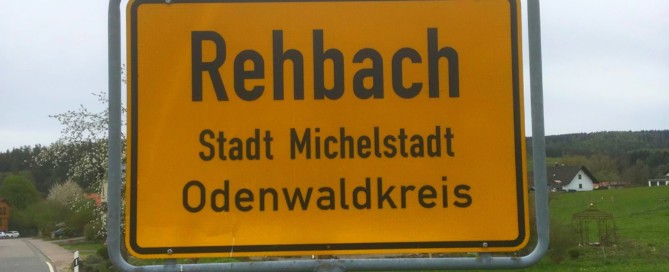 Rehbach
Stadt Michelstadt
Odenwaldkreis